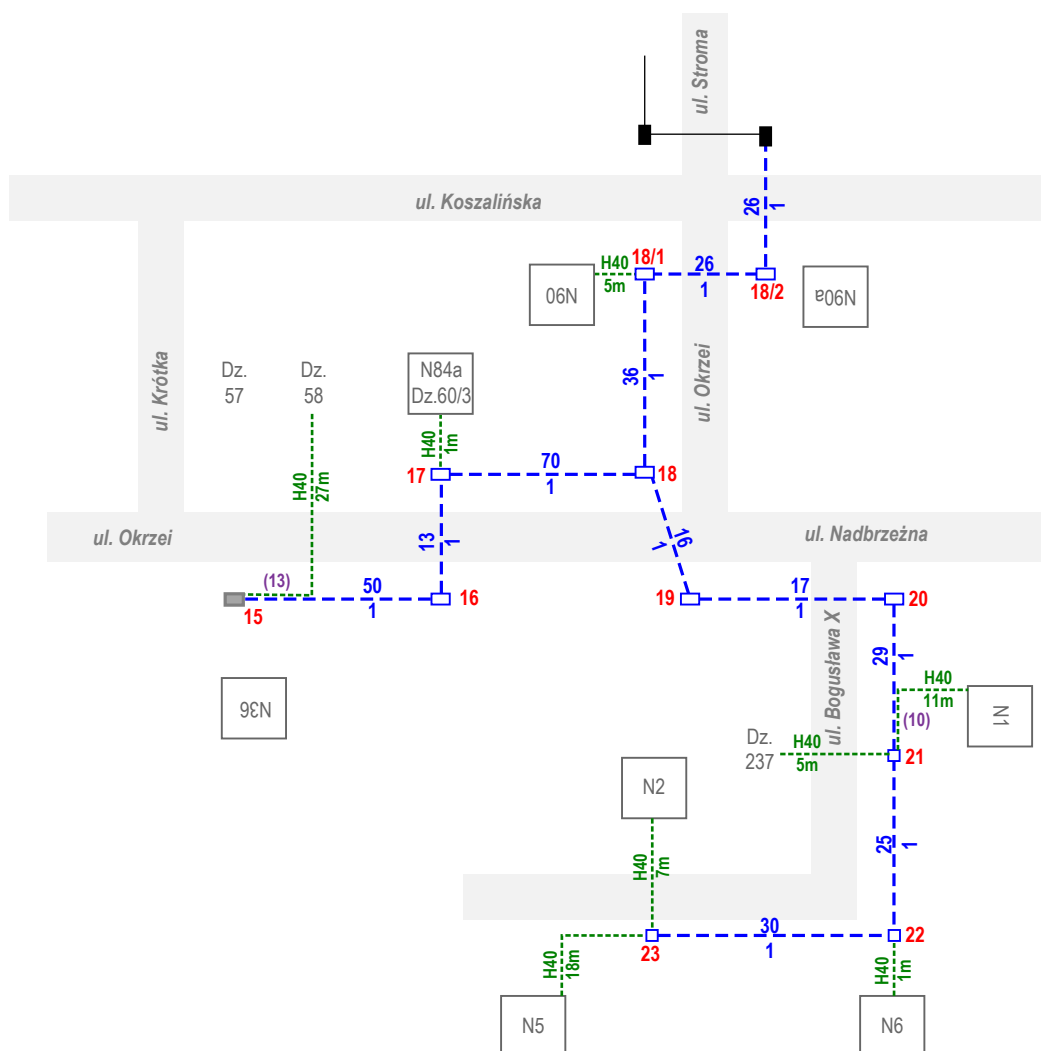 ul. Stroma
ul. Koszalińska
26
1
18/1
H40
5m
26
1
18/2
N90
N90a
ul. Krótka
36
1
ul. Okrzei
Dz.
57
Dz.
58
N84a
Dz.60/3
H40
1m
H40
27m
17
70
1
18
ul. Okrzei
13
1
16
1
ul. Nadbrzeżna
(13)
50
1
15
16
19
17
1
20
ul. Bogusława X
29
1
H40
11m
(10)
N1
N36
Dz.
237
H40
5m
21
N2
H40
7m
25
1
30
1
23
22
H40
18m
H40
1m
N5
N6